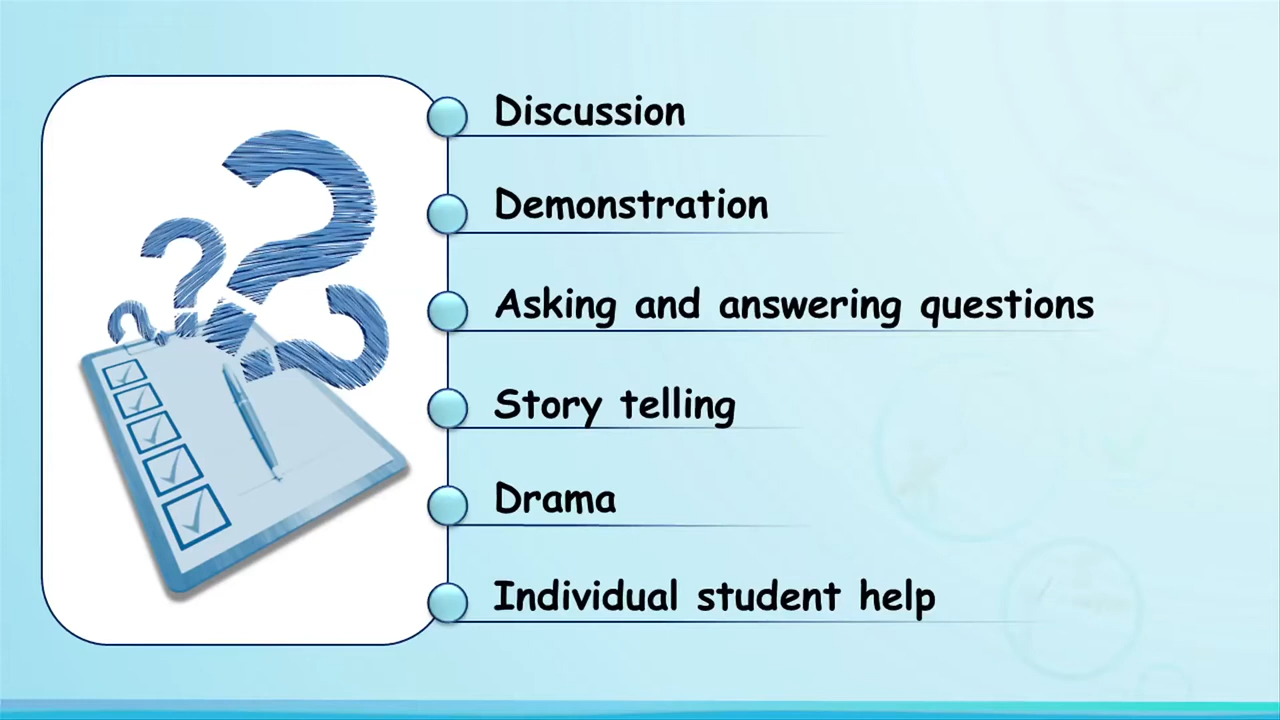 Discussion
Demonstration
Asking and answering questions
Story telling
Drama
Individual student help